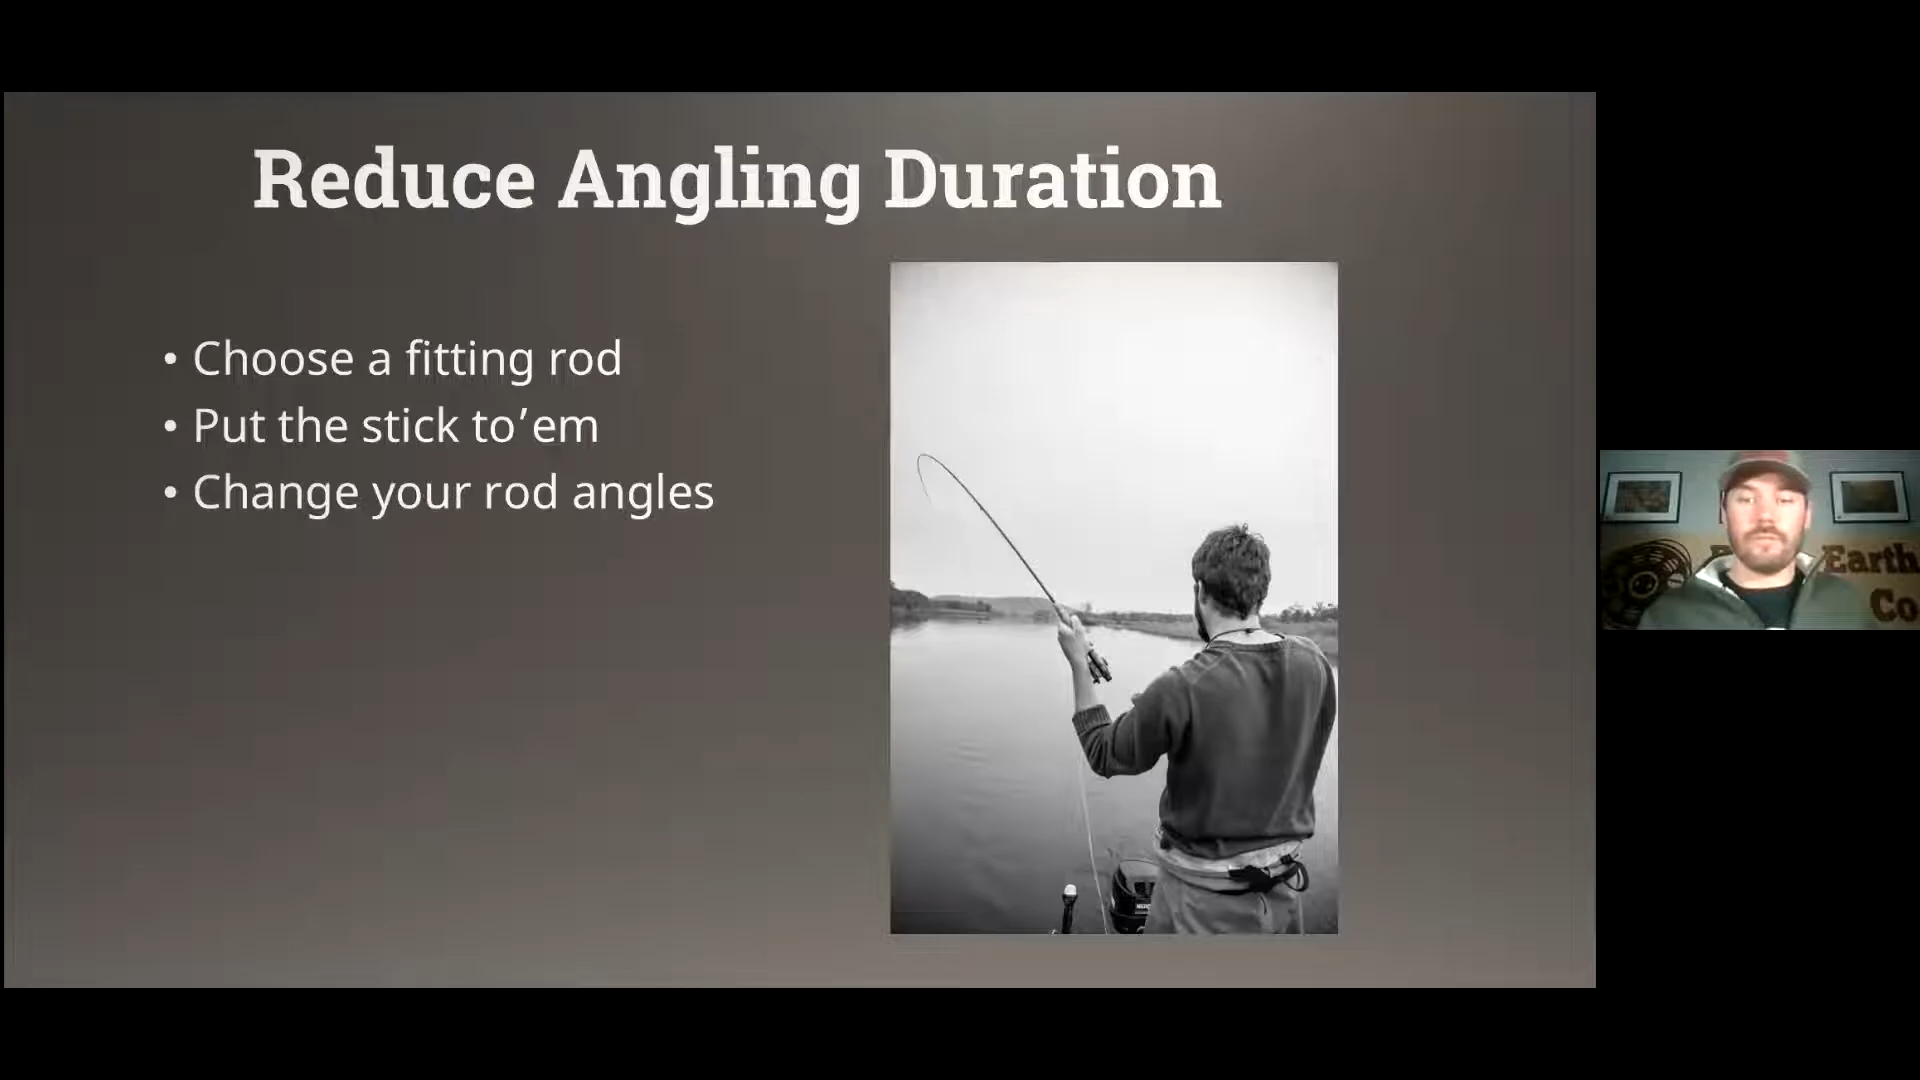 Reduce Angling Duration
• Choose a fitting rod
• Put the stick to’em
• Change your rod angles
Earth
Co